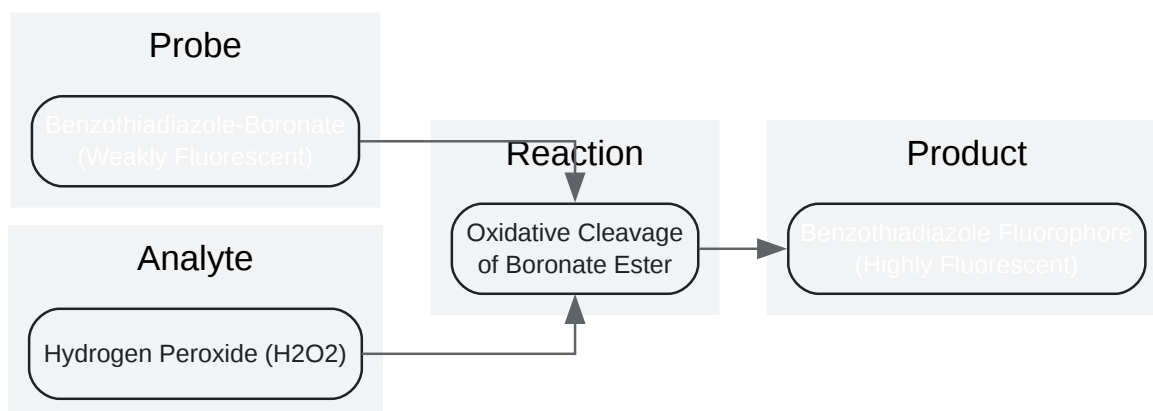 Probe
Benzothiadiazole-Boronate
(Weakly Fluorescent)
Analyte
Hydrogen Peroxide (H2O2)
Reaction
Oxidative Cleavage
of Boronate Ester
Product
Benzothiadiazole Fluorophore
(Highly Fluorescent)